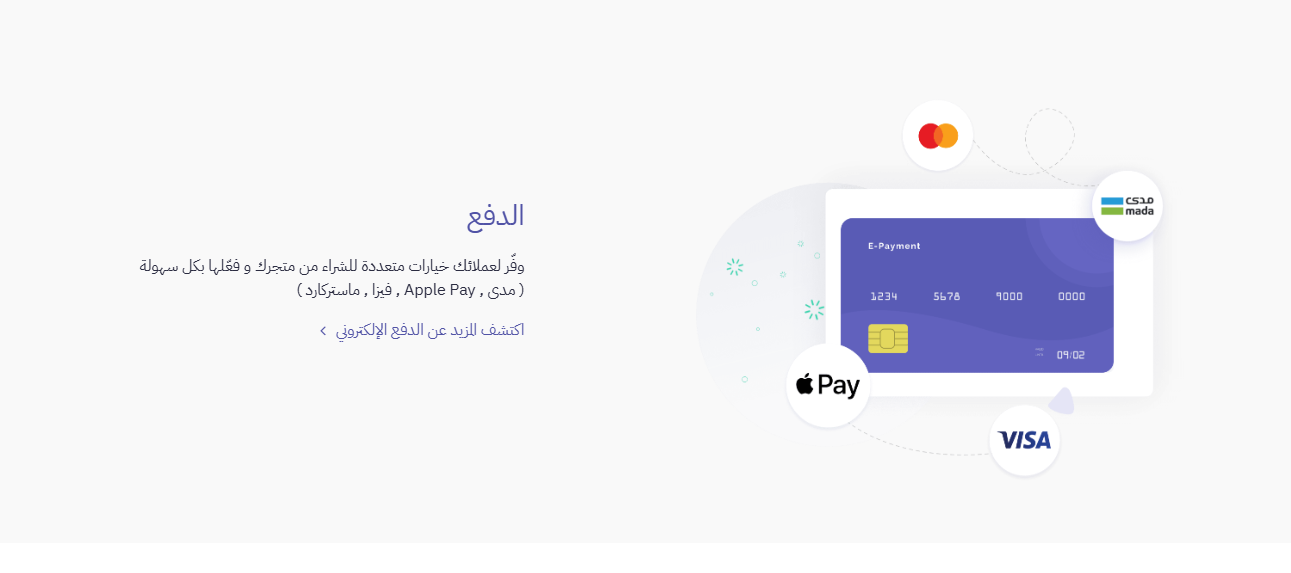 الدفع
وفّر لعملائك خيارات متعددة للشراء من متجرك و فعّلها بكل سهولة
( مدى , Apple Pay , فيزا , ماستركارد )
اكتشف المزيد عن الدفع الإلكتروني
مدى
mada
E-Payment
1234 5678 9000 0000
09/02
Pay
VISA